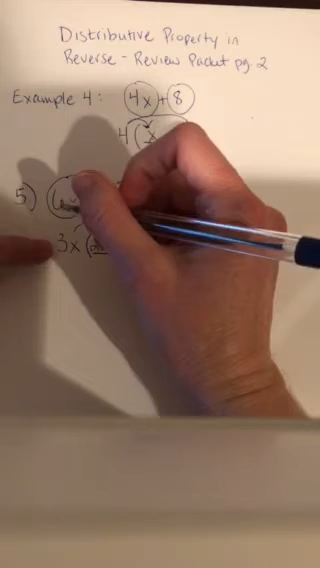 Distributive Property in
Reverse - Review Packet pg. 2
Example 4: 4x + 8
4(x
5)
3x(